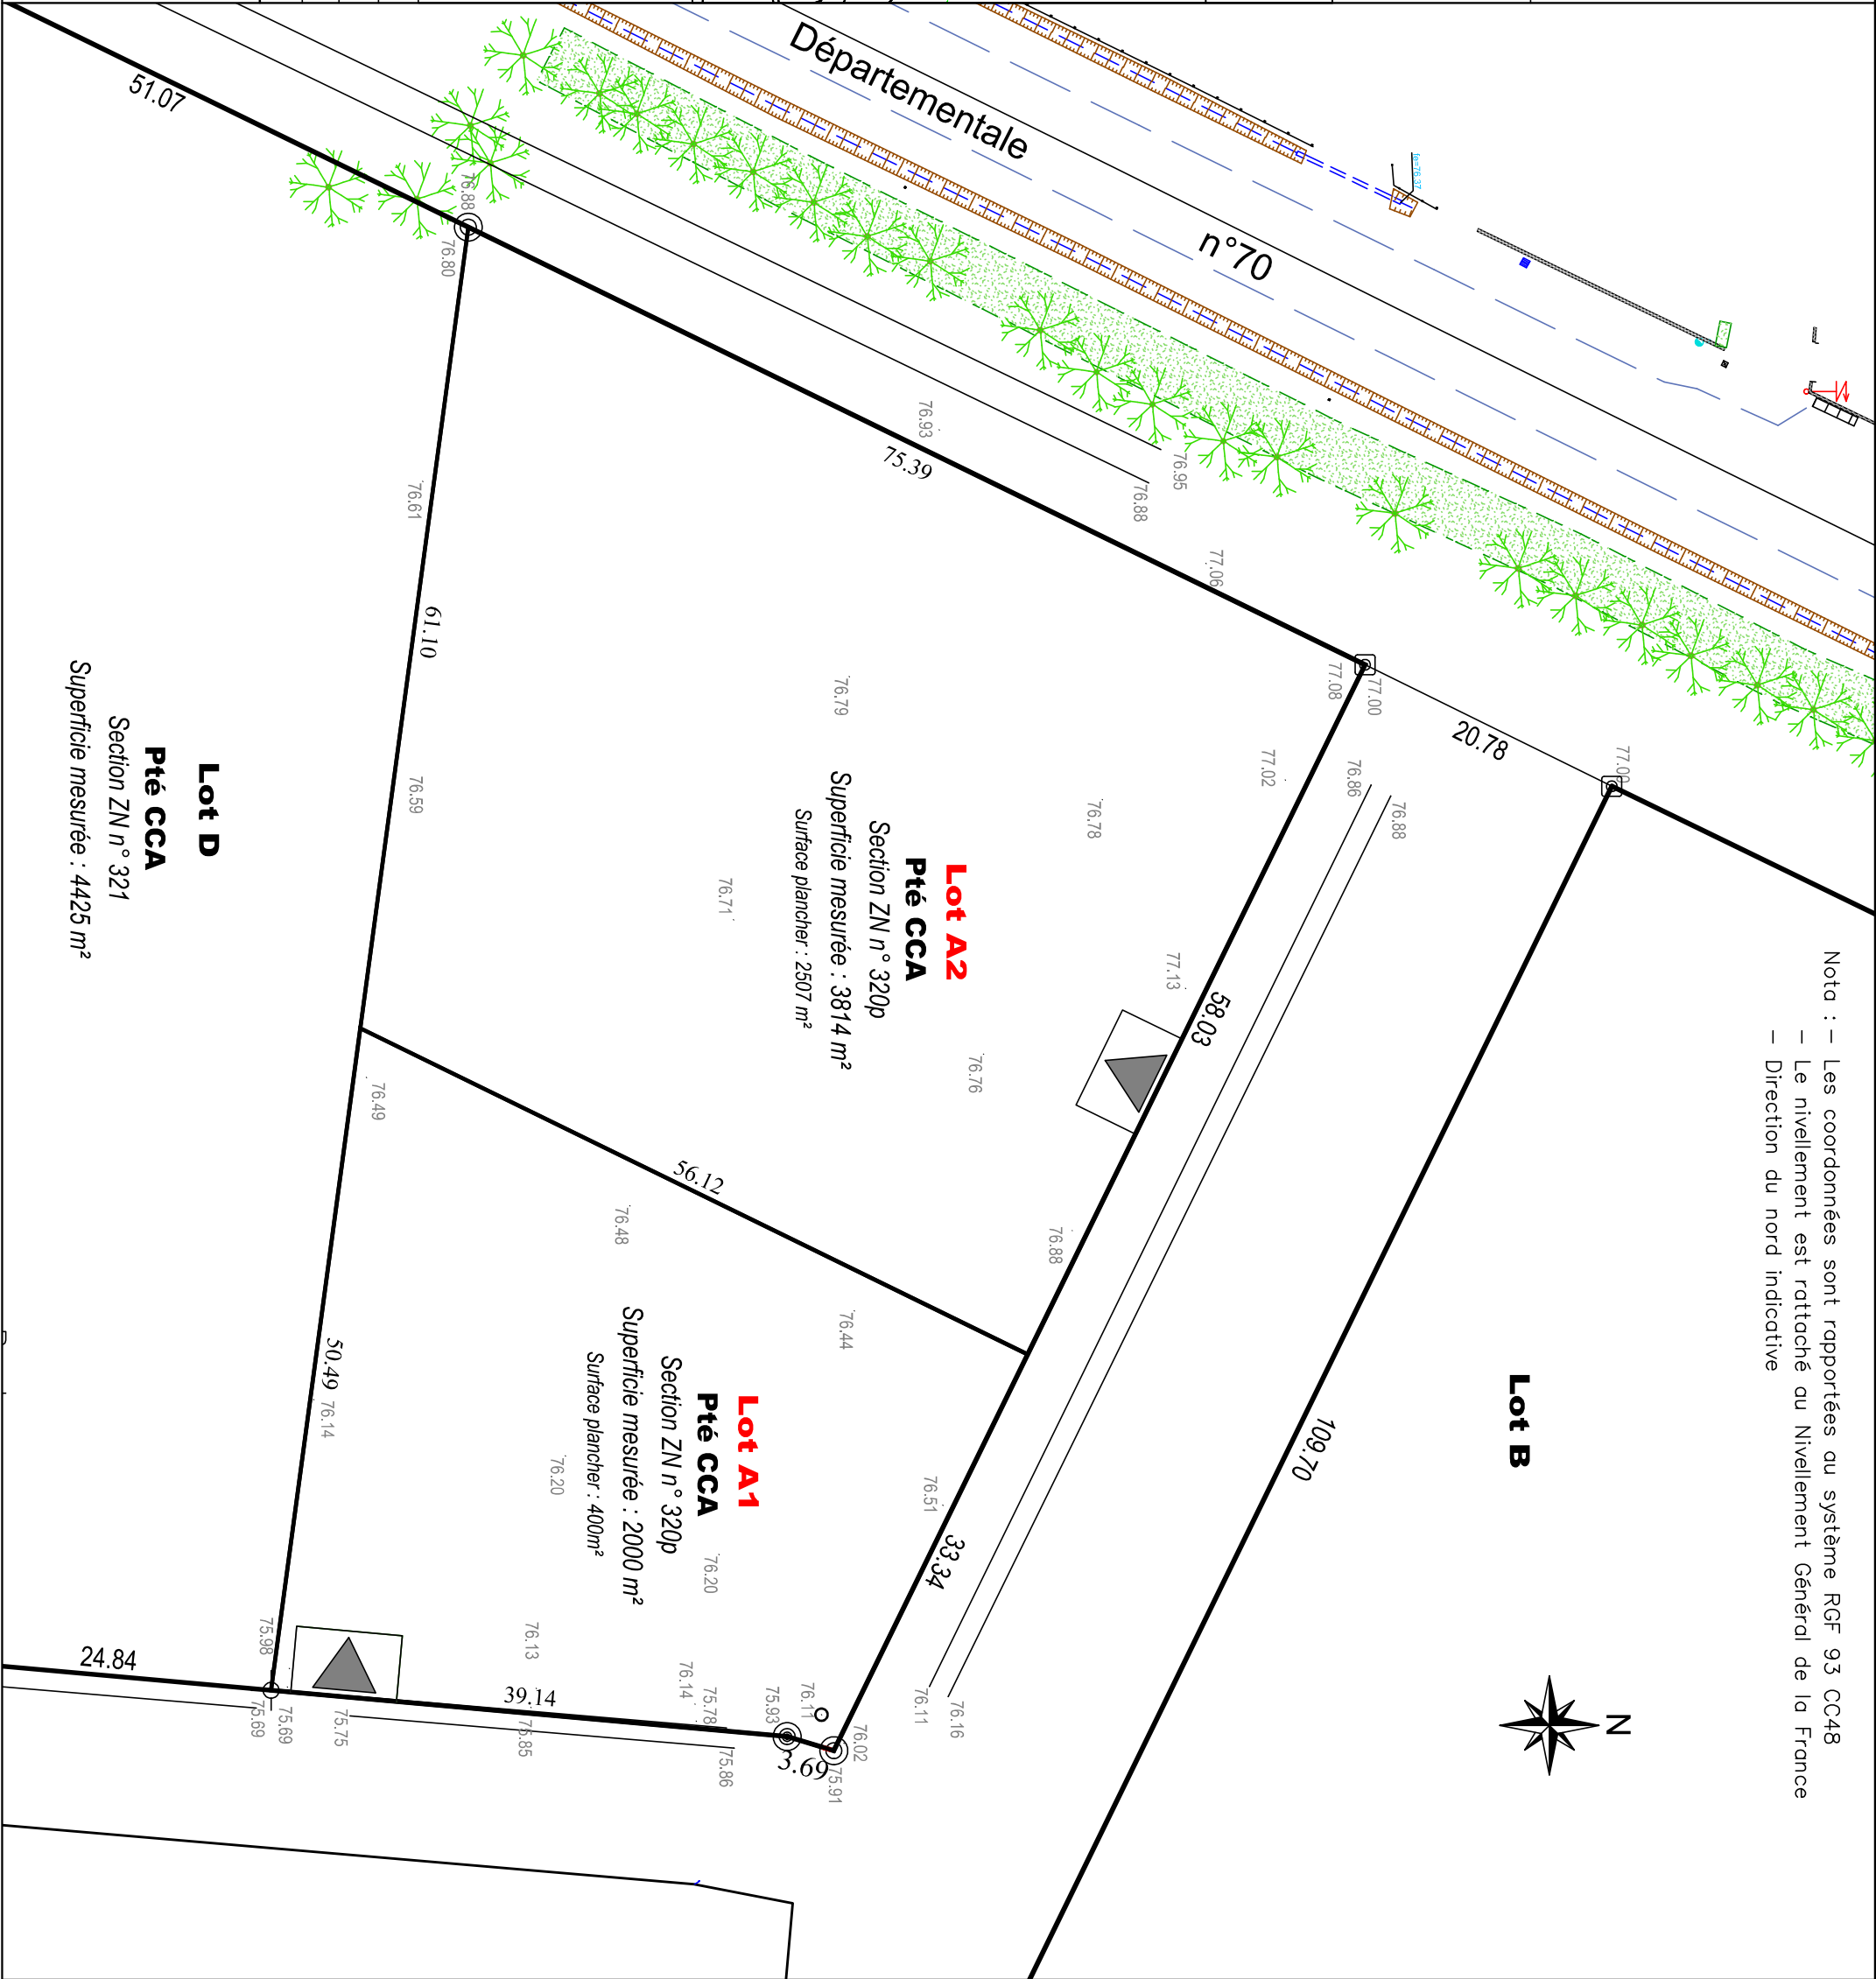 Nota : – Les coordonnées sont rapportées au système RGF 93 CC48
– Le nivellement est rattaché au Nivellement Général de la France
– Direction du nord indicative
N
Départementale
n°70
fe=76.37
Lot B
109.70
20.78
77.00
77.00
77.08
76.86
76.88
77.02
77.06
76.95
76.88
76.93
75.39
51.07
76.88
76.80
76.61
61.10
76.59
76.79
76.78
76.71
77.13
76.76
58.03
76.88
Lot A2
Pté CCA
Section ZN n° 320p
Superficie mesurée : 3814 m²
Surface plancher : 2507 m²
Lot D
Pté CCA
Section ZN n° 321
Superficie mesurée : 4425 m²
76.49
56.12
76.48
76.44
Lot A1
Pté CCA
Section ZN n° 320p
Superficie mesurée : 2000 m²
Surface plancher : 400m²
76.51
33.34
76.20
76.20
50.49
76.14
76.13
76.14
75.78
75.93
76.11
76.02
75.91
76.11
76.16
3.69
75.86
39.14
75.85
75.75
75.98
75.69
75.69
24.84